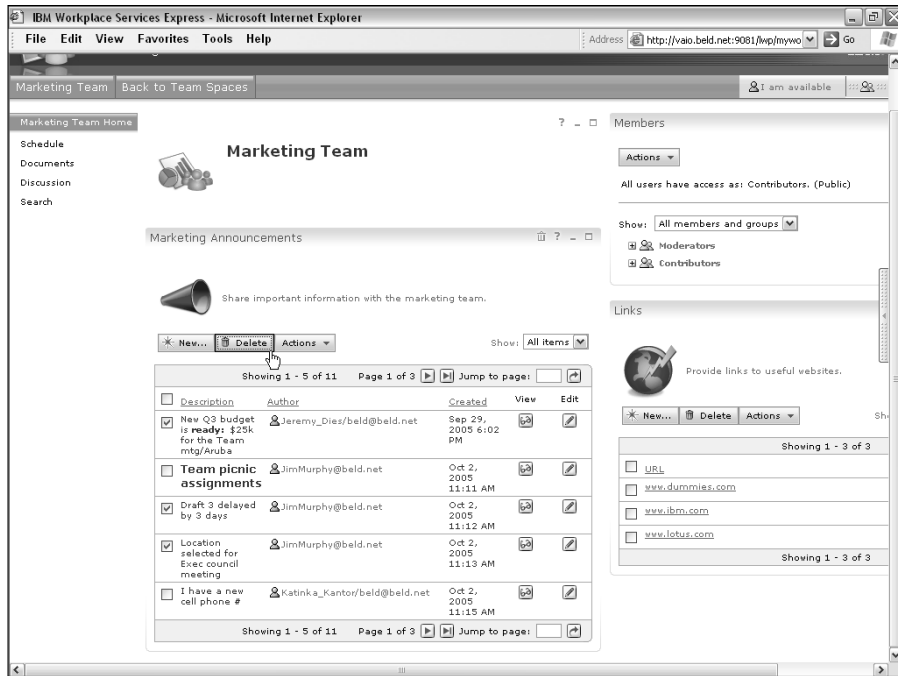 IBM Workplace Services Express - Microsoft Internet Explorer
File Edit View Favorites Tools Help
Address http://vaio.beld.net:9081/lwp/mywo Go
Marketing Team Back to Team Spaces
I am available
Marketing Team Home
Schedule
Documents
Discussion
Search
Marketing Team
Marketing Announcements
Share important information with the marketing team.
New... Delete Actions
Show: All items
Showing 1 - 5 of 11 Page 1 of 3 Jump to page:
Description Author Created View Edit
New Q3 budget
is ready: $25k
for the Team
mtg/Aruba
Jeremy_Dies/beld@beld.net
Sep 29,
2005 6:02
PM
Team picnic
assignments
JimMurphy@beld.net
Oct 2,
2005
11:11 AM
Draft 3 delayed
by 3 days
JimMurphy@beld.net
Oct 2,
2005
11:12 AM
Location
selected for
Exec council
meeting
JimMurphy@beld.net
Oct 2,
2005
11:13 AM
I have a new
cell phone #
Katinka_Kantor/beld@beld.net
Oct 2,
2005
11:15 AM
Showing 1 - 5 of 11 Page 1 of 3 Jump to page:
Members
Actions
All users have access as: Contributors. (Public)
Show: All members and groups
Moderators
Contributors
Links
Provide links to useful websites.
New... Delete Actions
Sh
Showing 1 - 3 of 3
URL
www.dummies.com
www.ibm.com
www.lotus.com
Showing 1 - 3 of 3